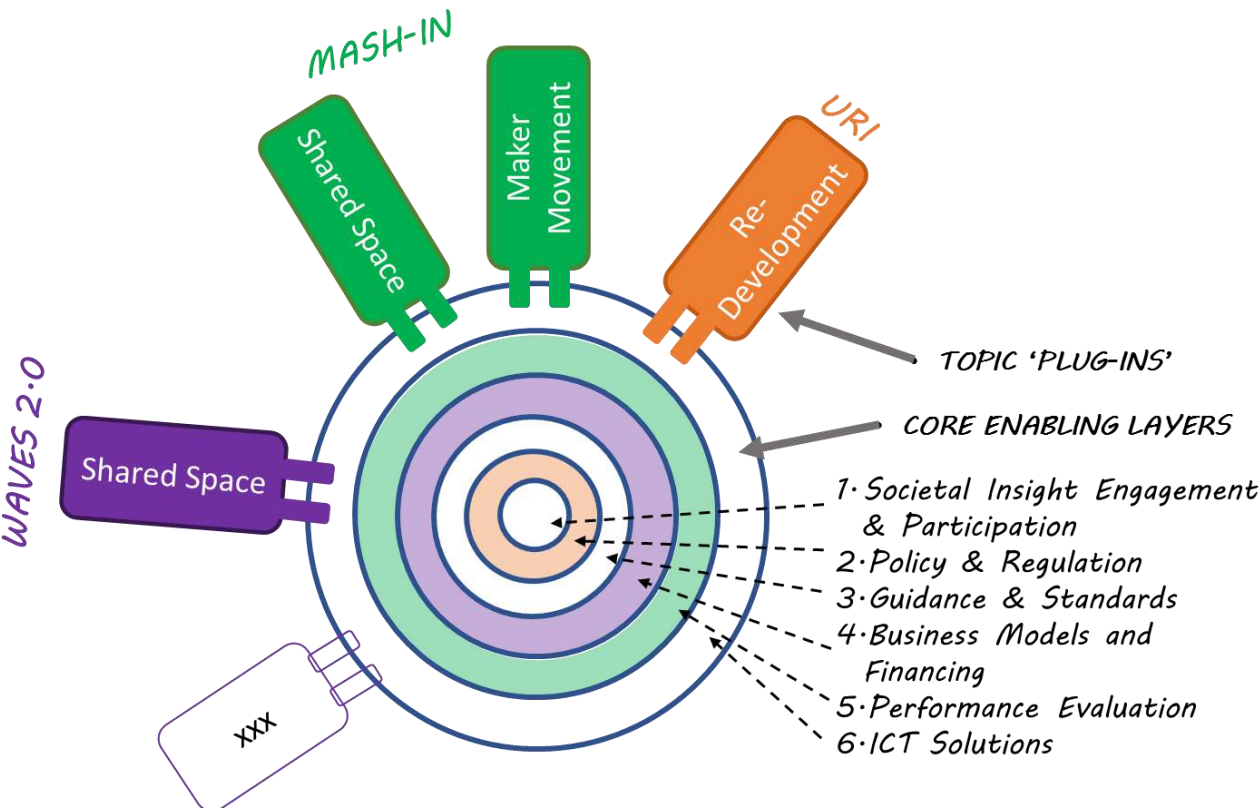 MASH-IN
Shared Space
Maker
Movement
URI
Re-
Development
WAVES 2.0
Shared Space
xxx
TOPIC ‘PLUG-INS’
CORE ENABLING LAYERS
1. Societal Insight Engagement
& Participation
2. Policy & Regulation
3. Guidance & Standards
4. Business Models and
Financing
5. Performance Evaluation
6. ICT Solutions